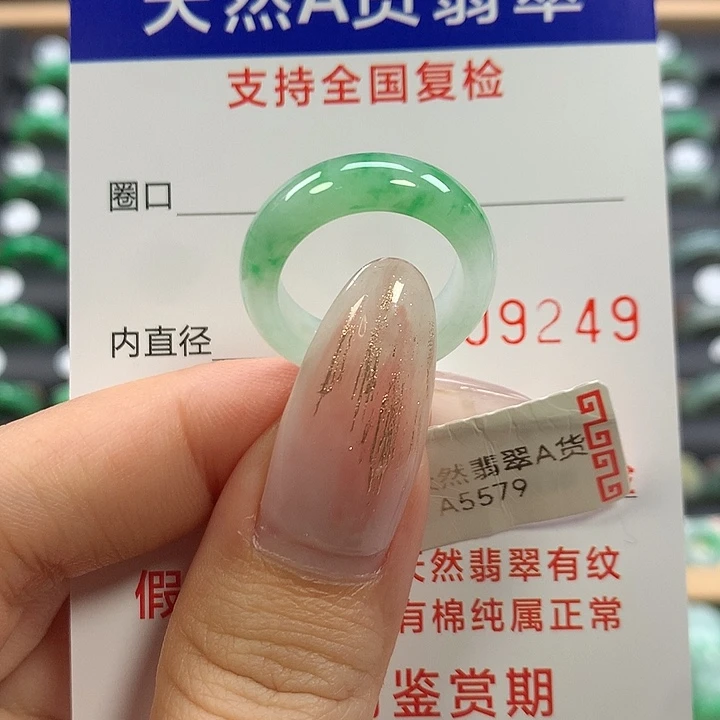 天然A货翡翠
支持全国复检
圈口
内直径
09249
然翡翠A货
A5579
假
天然翡翠有纹
有棉纯属正常
鉴赏期